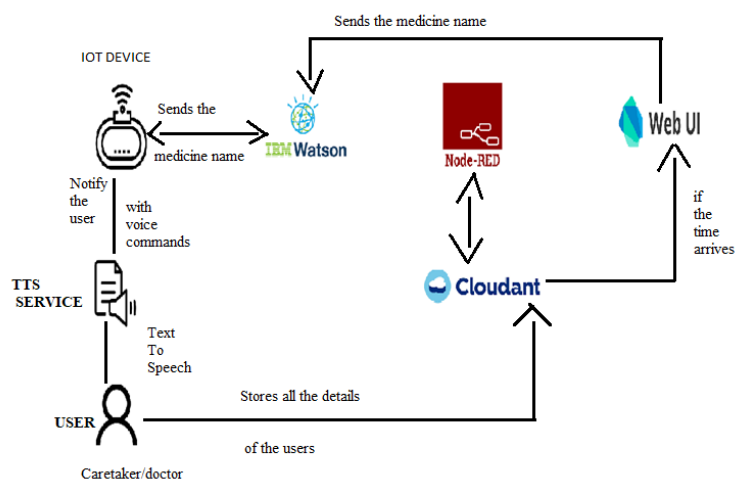 Sends the medicine name
IOT DEVICE
Sends the
medicine name
IBM Watson
Node-RED
Web UI
Notify
the
user
with
voice
commands
if
the
time
arrives
TTS
SERVICE
Cloudant
Text
To
Speech
Stores all the details
USER
of the users
Caretaker/doctor